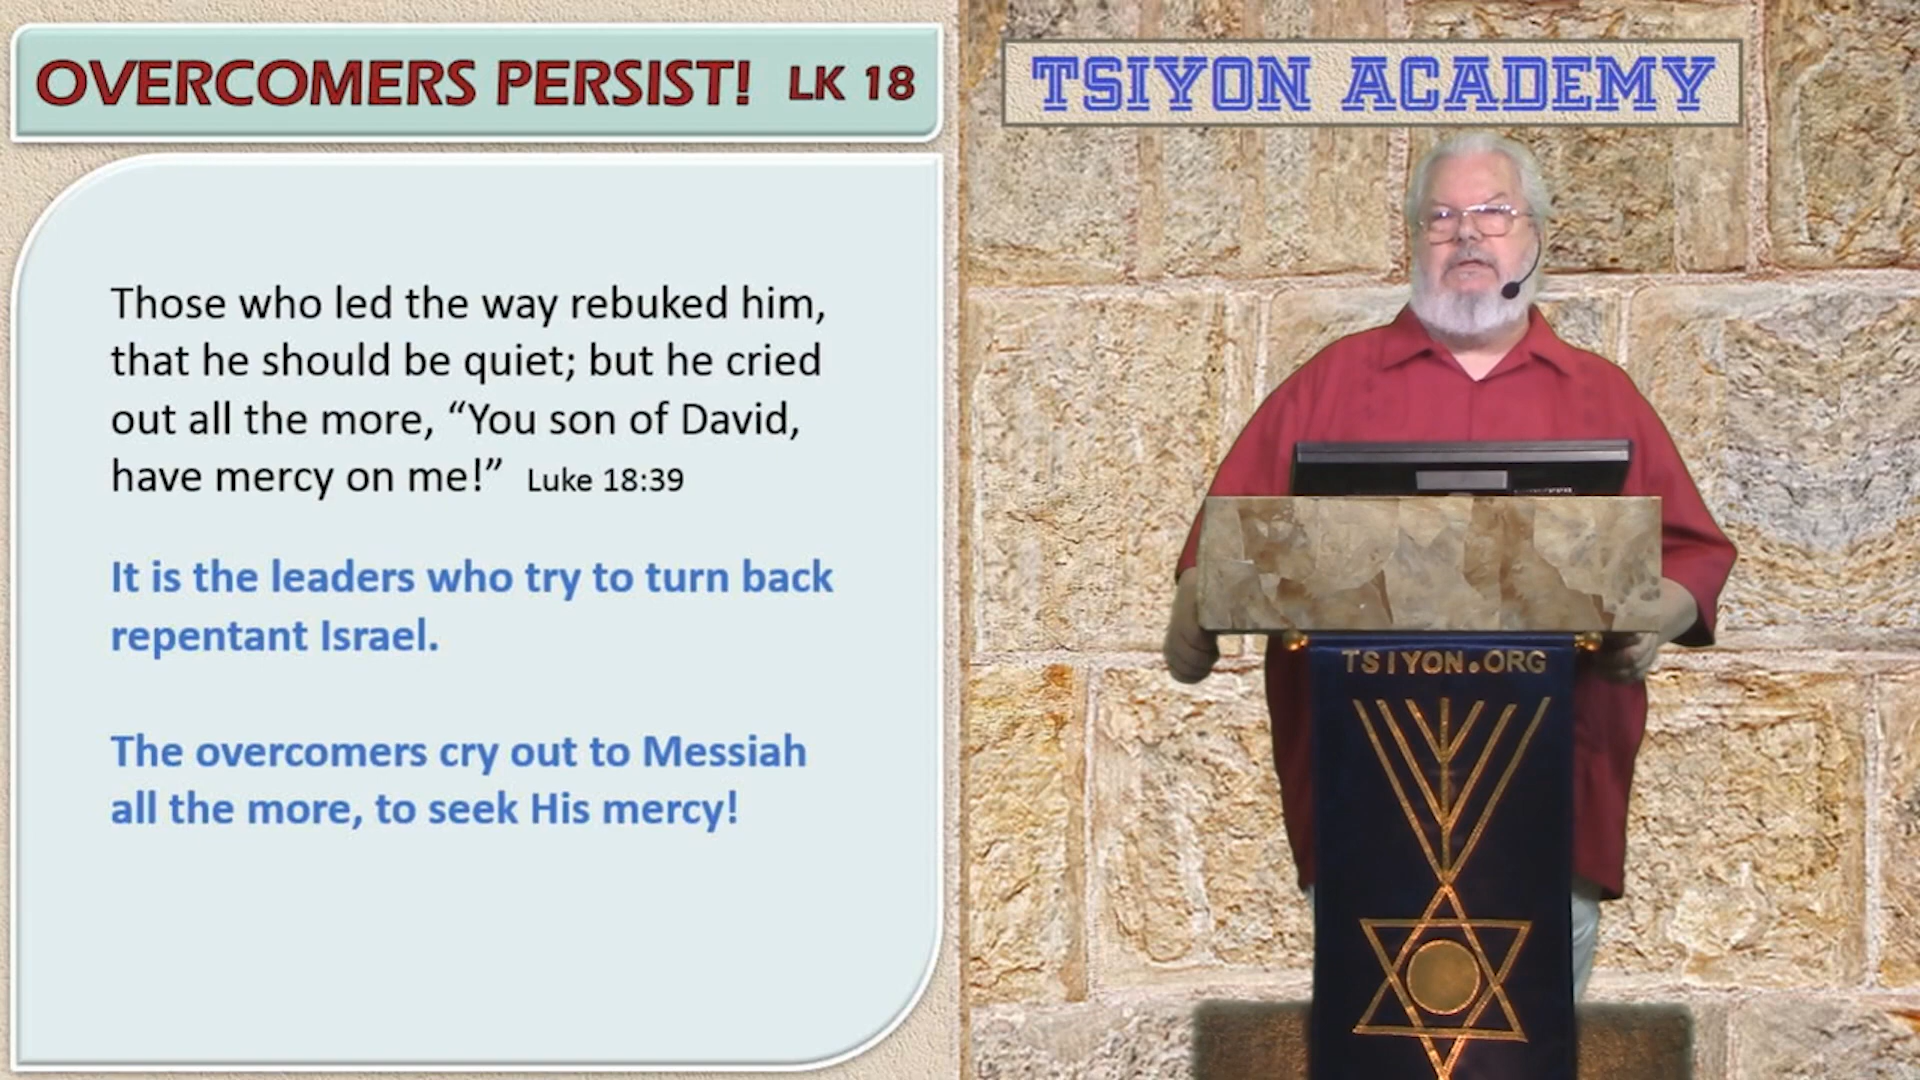 OVERCOMERS PERSIST! LK 18
TSIYON ACADEMY
Those who led the way rebuked him,
that he should be quiet; but he cried
out all the more, “You son of David,
have mercy on me!” Luke 18:39
It is the leaders who try to turn back
repentant Israel.
The overcomers cry out to Messiah
all the more, to seek His mercy!
TSIYON.ORG